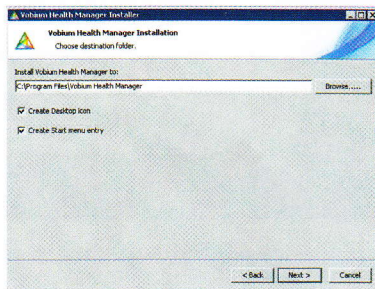 Vobium Health Manager Installer
Vobium Health Manager Installation
Choose destination folder.
Install Vobium Health Manager to:
C:\Program Files\Vobium Health Manager
Browse.....
Create Desktop icon
Create Start menu entry
< Back
Next >
Cancel